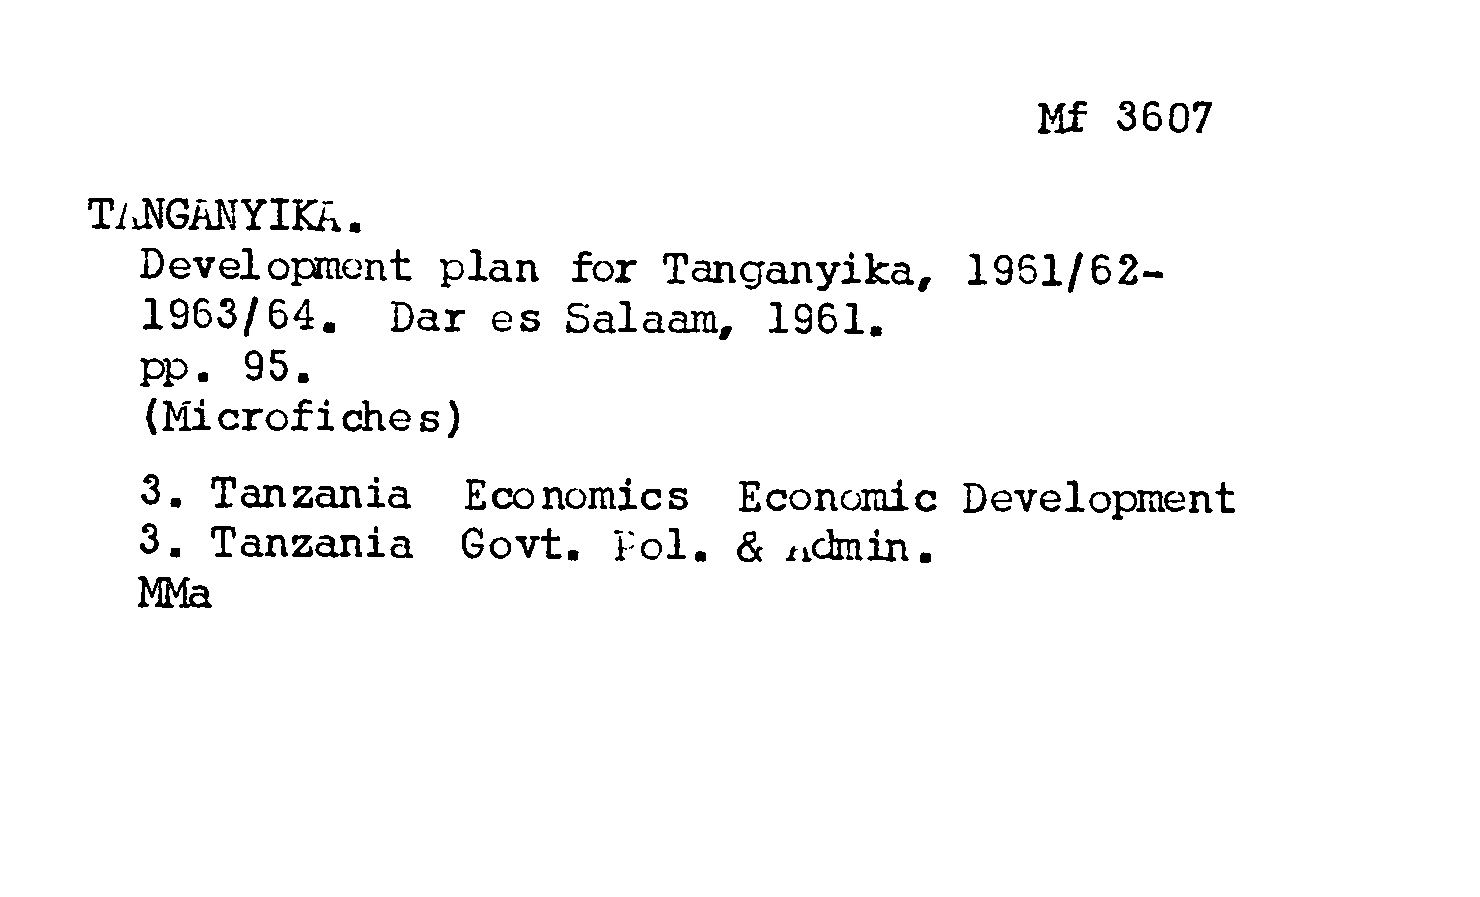 Mf 3607
TANGANYIKA.
Development plan for Tanganyika, 1961/62-
1963/64. Dar es Salaam, 1961.
pp. 95.
(Microfiches)
3. Tanzania Economics Economic Development
3. Tanzania Govt. Pol. & Admin.
MMa